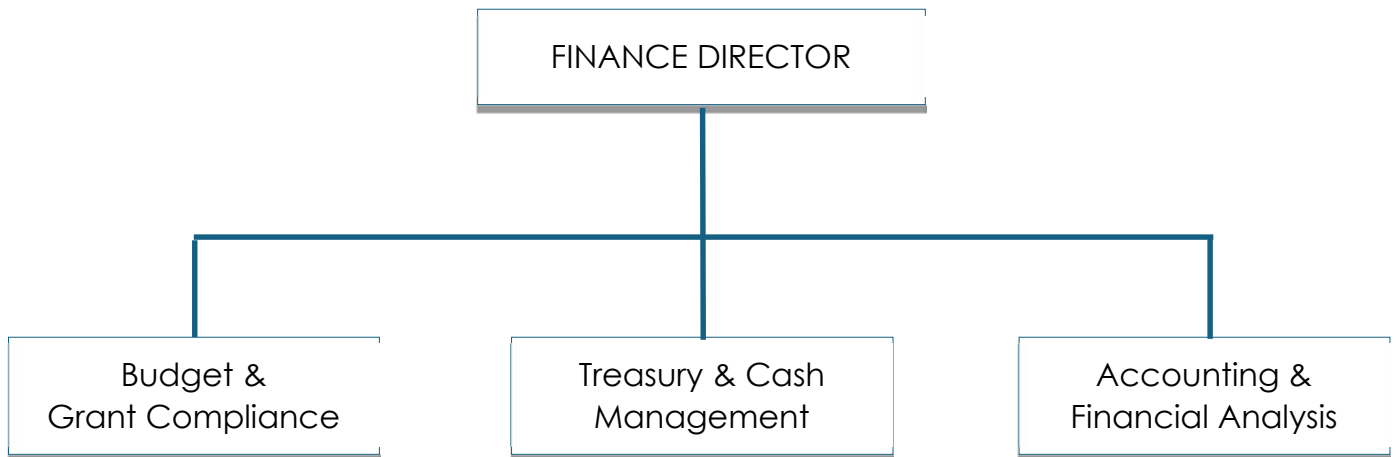 FINANCE DIRECTOR
Budget &
Grant Compliance
Treasury & Cash
Management
Accounting &
Financial Analysis